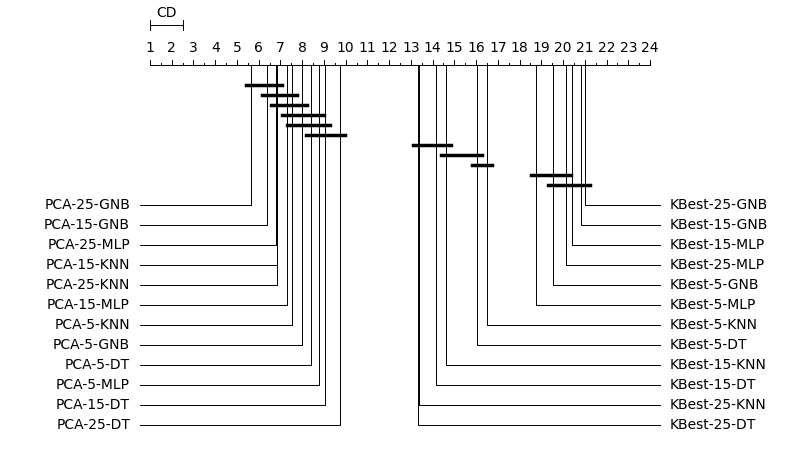 CD
1 2 3 4 5 6 7 8 9 10 11 12 13 14 15 16 17 18 19 20 21 22 23 24
PCA-25-GNB KBest-25-GNB
PCA-15-GNB KBest-15-GNB
PCA-25-MLP KBest-15-MLP
PCA-15-KNN KBest-25-MLP
PCA-25-KNN KBest-5-GNB
PCA-15-MLP KBest-5-MLP
PCA-5-KNN KBest-5-KNN
PCA-5-GNB KBest-5-DT
PCA-5-DT KBest-15-KNN
PCA-5-MLP KBest-15-DT
PCA-15-DT KBest-25-KNN
PCA-25-DT KBest-25-DT